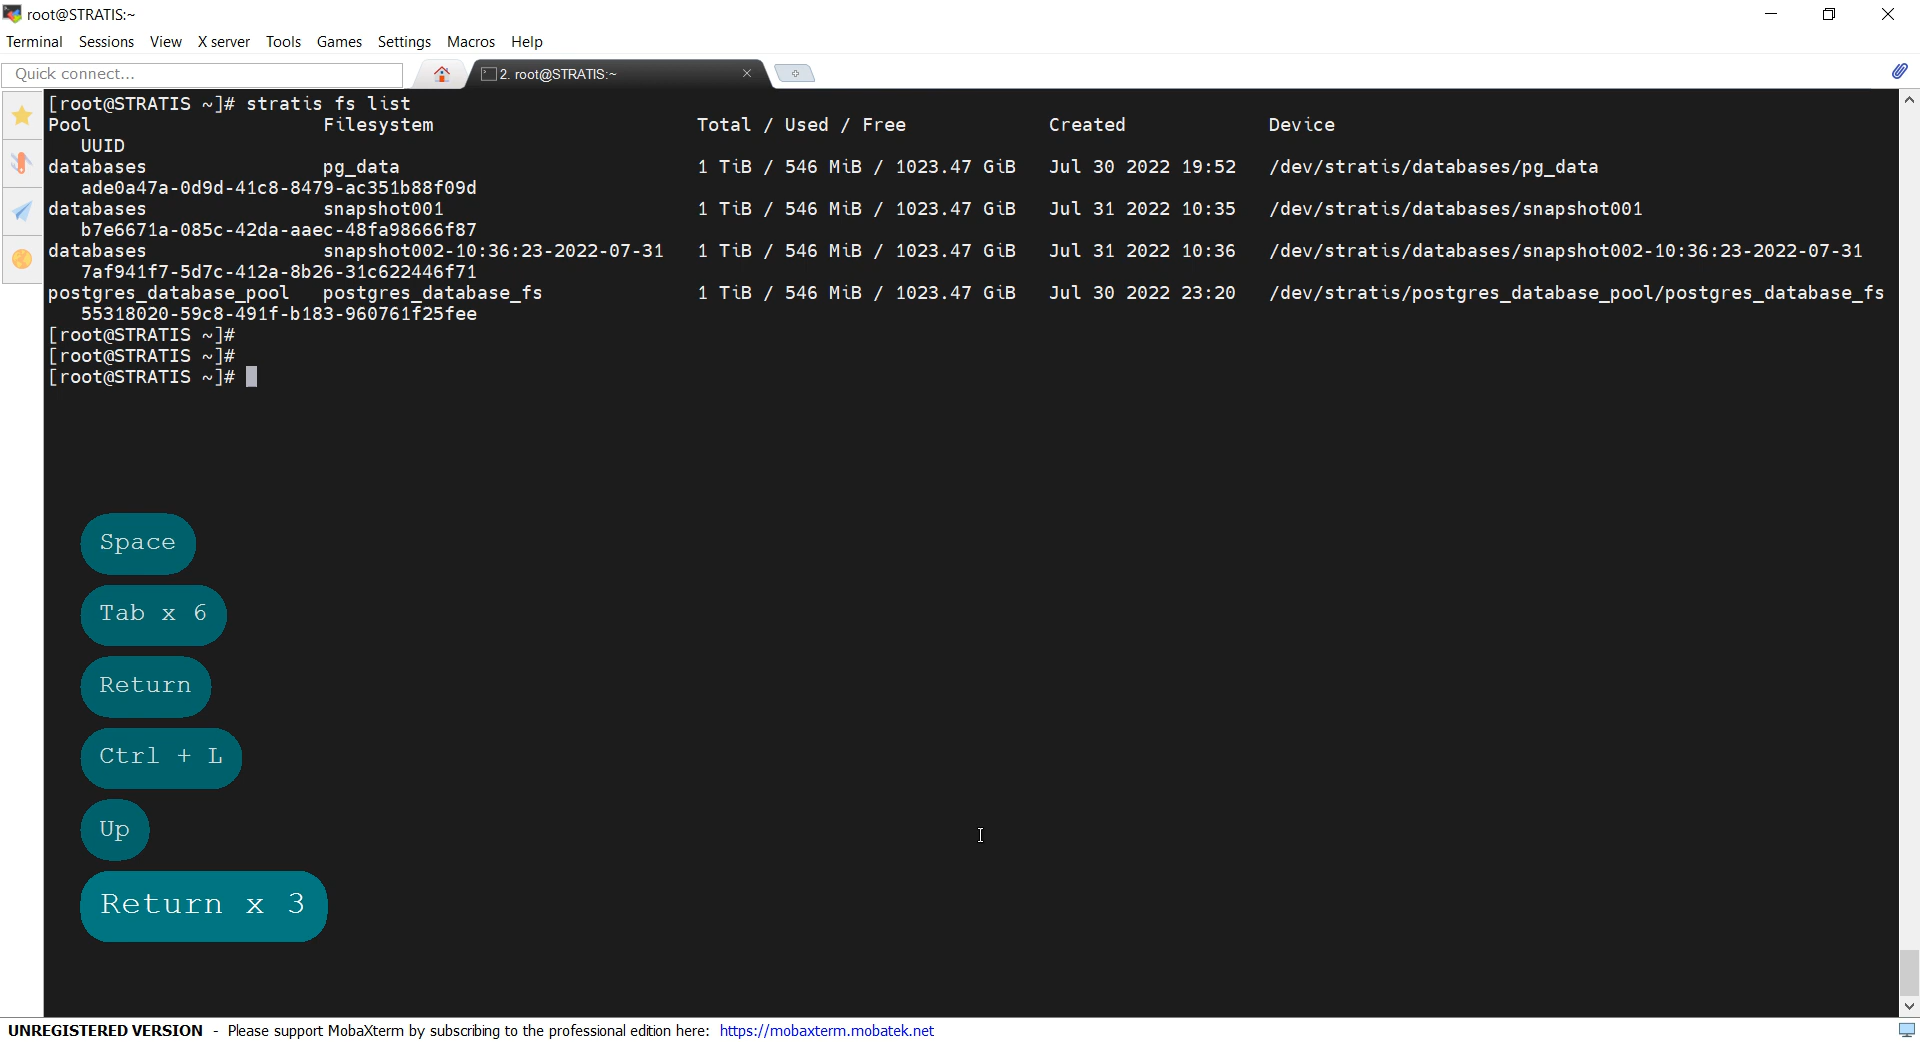 root@STRATIS:~
Terminal Sessions View X server Tools Games Settings Macros Help
Quick connect... 2. root@STRATIS:~
[root@STRATIS ~]# stratis fs list
Pool Filesystem Total / Used / Free Created Device
UUID
databases pg_data 1 TiB / 546 MiB / 1023.47 GiB Jul 30 2022 19:52 /dev/stratis/databases/pg_data
ade0a47a-0d9d-41c8-8479-ac351b88f09d
databases snapshot001 1 TiB / 546 MiB / 1023.47 GiB Jul 31 2022 10:35 /dev/stratis/databases/snapshot001
b7e6671a-085c-42da-aaec-48fa98666f87
databases snapshot002-10:36:23-2022-07-31 1 TiB / 546 MiB / 1023.47 GiB Jul 31 2022 10:36 /dev/stratis/databases/snapshot002-10:36:23-2022-07-31
7af941f7-5d7c-412a-8b26-31c622446f71
postgres_database_pool postgres_database_fs 1 TiB / 546 MiB / 1023.47 GiB Jul 30 2022 23:20 /dev/stratis/postgres_database_pool/postgres_database_fs
55318020-59c8-491f-b183-960761f25fee
[root@STRATIS ~]#
[root@STRATIS ~]#
[root@STRATIS ~]#
Space
Tab x 6
Return
Ctrl + L
Up
Return x 3
UNREGISTERED VERSION - Please support MobaXterm by subscribing to the professional edition here: https://mobaxterm.mobatek.net